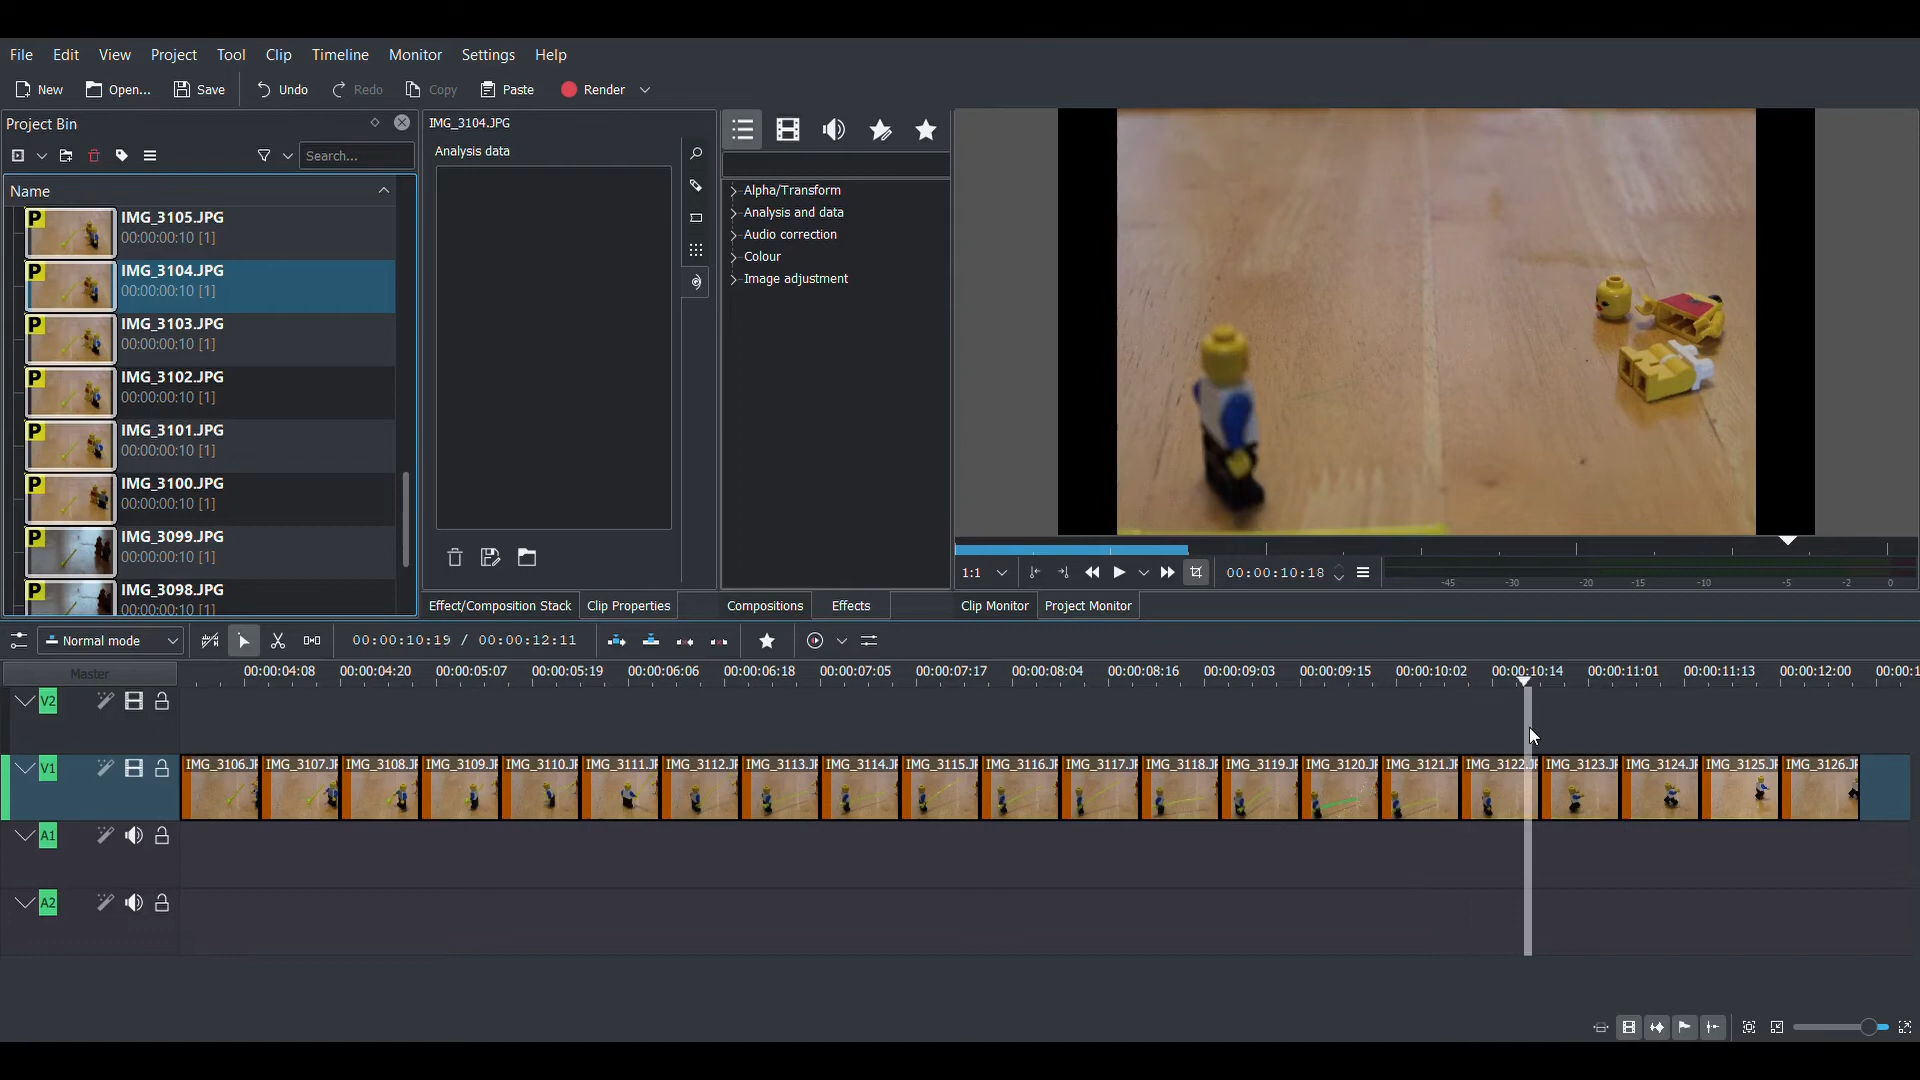 File Edit View Project Tool Clip Timeline Monitor Settings Help
New Open... Save Undo Redo Copy Paste Render
Project Bin
Search...
Name
P IMG_3105.JPG
00:00:00:10 [1]
P IMG_3104.JPG
00:00:00:10 [1]
P IMG_3103.JPG
00:00:00:10 [1]
P IMG_3102.JPG
00:00:00:10 [1]
P IMG_3101.JPG
00:00:00:10 [1]
P IMG_3100.JPG
00:00:00:10 [1]
P IMG_3099.JPG
00:00:00:10 [1]
P IMG_3098.JPG
00:00:00:10 [1]
IMG_3104.JPG
Analysis data
Effect/Composition Stack Clip Properties
Alpha/Transform
Analysis and data
Audio correction
Colour
Image adjustment
Compositions Effects
1:1 00:00:10:18
-45 -30 -20 -15 -10 -5 -2 0
Clip Monitor Project Monitor
Normal mode 00:00:10:19 / 00:00:12:11
Master 00:00:04:08 00:00:04:20 00:00:05:07 00:00:05:19 00:00:06:06 00:00:06:18 00:00:07:05 00:00:07:17 00:00:08:04 00:00:08:16 00:00:09:03 00:00:09:15 00:00:10:02 00:00:10:14 00:00:11:01 00:00:11:13 00:00:12:00 00:00:1
V2
V1 IMG_3106.JP IMG_3107.JP IMG_3108.JP IMG_3109.JP IMG_3110.JP IMG_3111.JP IMG_3112.JP IMG_3113.JP IMG_3114.JP IMG_3115.JP IMG_3116.JP IMG_3117.JP IMG_3118.JP IMG_3119.JP IMG_3120.JP IMG_3121.JP IMG_3122.JP IMG_3123.JP IMG_3124.JP IMG_3125.JP IMG_3126.JP
A1
A2